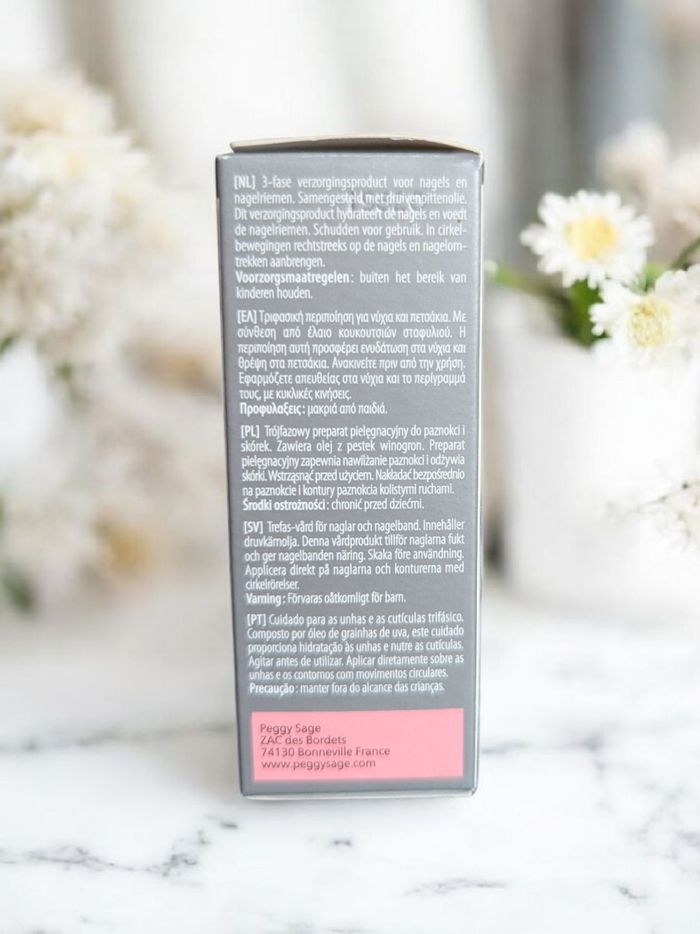 [NL] 3-fase verzorgingsproduct voor nagels en
nagelriemen. Samengesteld met druivenpittenolie.
Dit verzorgingsproduct hydrateert de nagels en voedt
de nagelriemen. Schudden voor gebruik. In cirkel-
bewegingen rechtstreeks op de nagels en nagelom-
trekken aanbrengen.
Voorzorgsmaatregelen : buiten het bereik van
kinderen houden.
[ΕΛ] Τριφασική περιποίηση για νύχια και πετσάκια. Με
σύνθεση από έλαιο κουκουτσιών σταφυλιού. Η
περιποίηση αυτή προσφέρει ενυδάτωση στα νύχια και
θρέψη στα πετσάκια. Ανακινείτε πριν από την χρήση.
Εφαρμόζετε απευθείας στα νύχια και το περίγραμμά
τους, με κυκλικές κινήσεις.
Προφυλαξεις : μακριά από παιδιά.
[PL] Trójfazowy preparat pielęgnacyjny do paznokci i
skórek. Zawiera olej z pestek winogron. Preparat
pielęgnacyjny zapewnia nawilżanie paznokci i odżywia
skórki. Wstrząsnąć przed użyciem. Nakładać bezpośrednio
na paznokcie i kontury paznokcia kolistymi ruchami.
Środki ostrożności : chronić przed dziećmi.
[SV] Trefas-vård för naglar och nagelband. Innehåller
druvkärnolja. Denna vårdprodukt tillför naglarna fukt
och ger nagelbanden näring. Skaka före användning.
Applicera direkt på naglarna och konturerna med
cirkelrörelser.
Varning : Förvaras oåtkomligt för barn.
[PT] Cuidado para as unhas e as cutículas trifásico.
Composto por óleo de grainhas de uva, este cuidado
proporciona hidratação às unhas e nutre as cutículas.
Agitar antes de utilizar. Aplicar diretamente sobre as
unhas e os contornos com movimentos circulares.
Precaução : manter fora do alcance das crianças.
Peggy Sage
ZAC des Bordets
74130 Bonneville France
www.peggysage.com